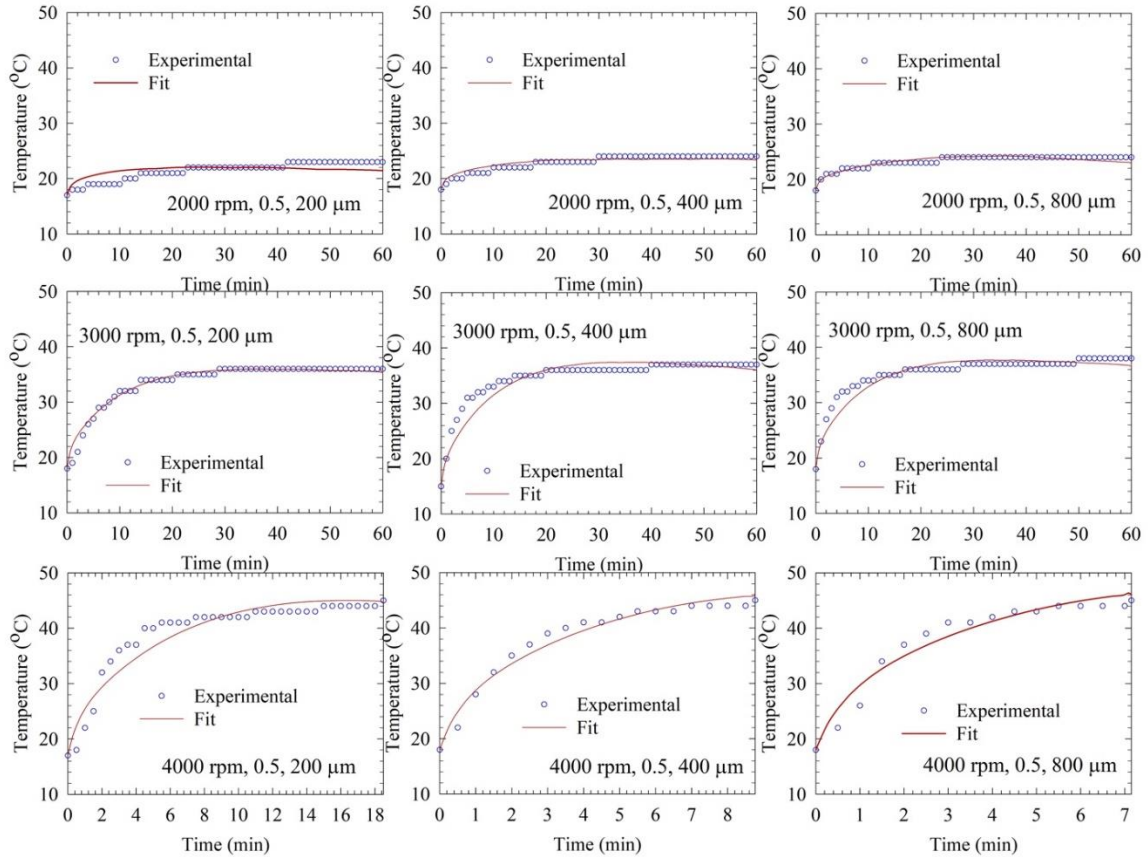 50
40
30
20
10
Temperature (ºC)
Experimental
Fit
2000 rpm, 0.5, 200 µm
0 10 20 30 40 50 60
Time (min)
50
40
30
20
10
Temperature (ºC)
Experimental
Fit
2000 rpm, 0.5, 400 µm
0 10 20 30 40 50 60
Time (min)
50
40
30
20
10
Temperature (ºC)
Experimental
Fit
2000 rpm, 0.5, 800 µm
0 10 20 30 40 50 60
Time (min)
50
40
30
20
10
Temperature (ºC)
3000 rpm, 0.5, 200 µm
Experimental
Fit
0 10 20 30 40 50 60
Time (min)
50
40
30
20
10
Temperature (ºC)
3000 rpm, 0.5, 400 µm
Experimental
Fit
0 10 20 30 40 50 60
Time (min)
50
40
30
20
10
Temperature (ºC)
3000 rpm, 0.5, 800 µm
Experimental
Fit
0 10 20 30 40 50 60
Time (min)
50
40
30
20
10
Temperature (ºC)
Experimental
Fit
4000 rpm, 0.5, 200 µm
0 2 4 6 8 10 12 14 16 18
Time (min)
50
40
30
20
10
Temperature (ºC)
Experimental
Fit
4000 rpm, 0.5, 400 µm
0 1 2 3 4 5 6 7 8
Time (min)
50
40
30
20
10
Temperature (ºC)
Experimental
Fit
4000 rpm, 0.5, 800 µm
0 1 2 3 4 5 6 7
Time (min)